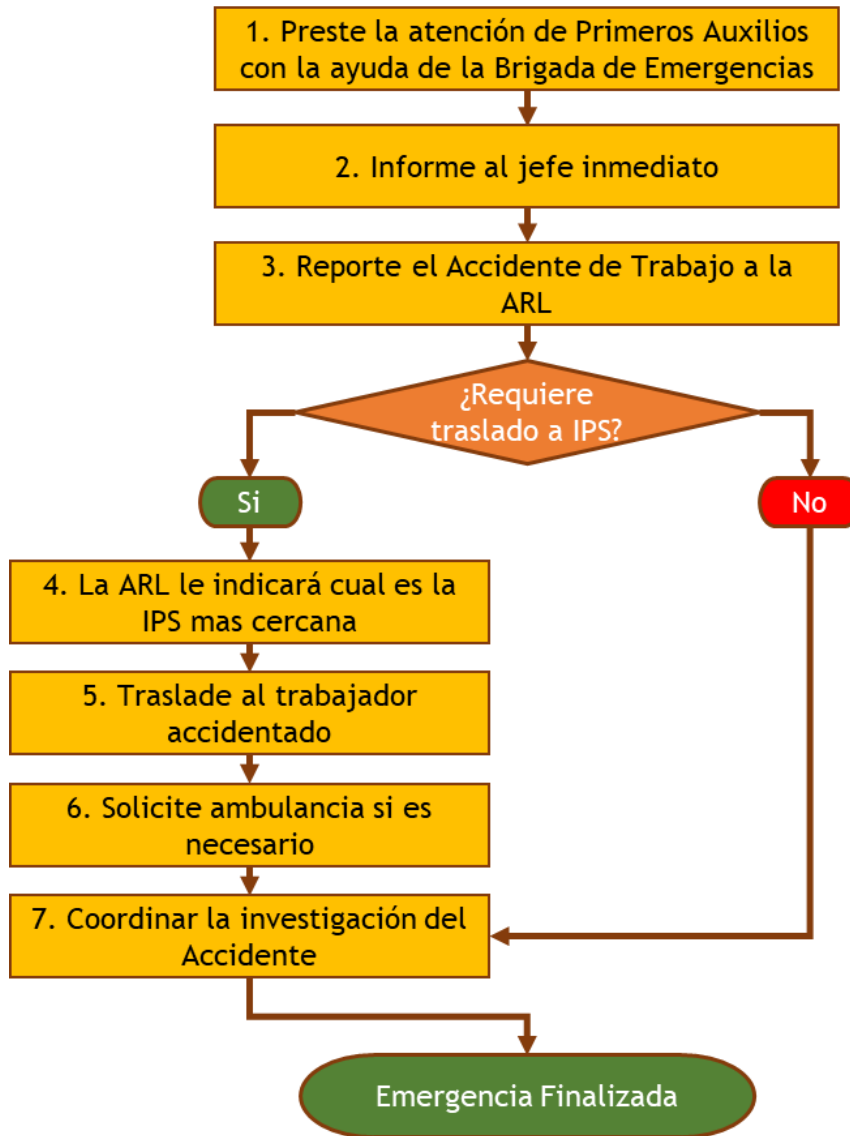 1. Preste la atención de Primeros Auxilios
con la ayuda de la Brigada de Emergencias
2. Informe al jefe inmediato
3. Reporte el Accidente de Trabajo a la
ARL
¿Requiere
traslado a IPS?
Si
No
4. La ARL le indicará cual es la
IPS mas cercana
5. Traslade al trabajador
accidentado
6. Solicite ambulancia si es
necesario
7. Coordinar la investigación del
Accidente
Emergencia Finalizada